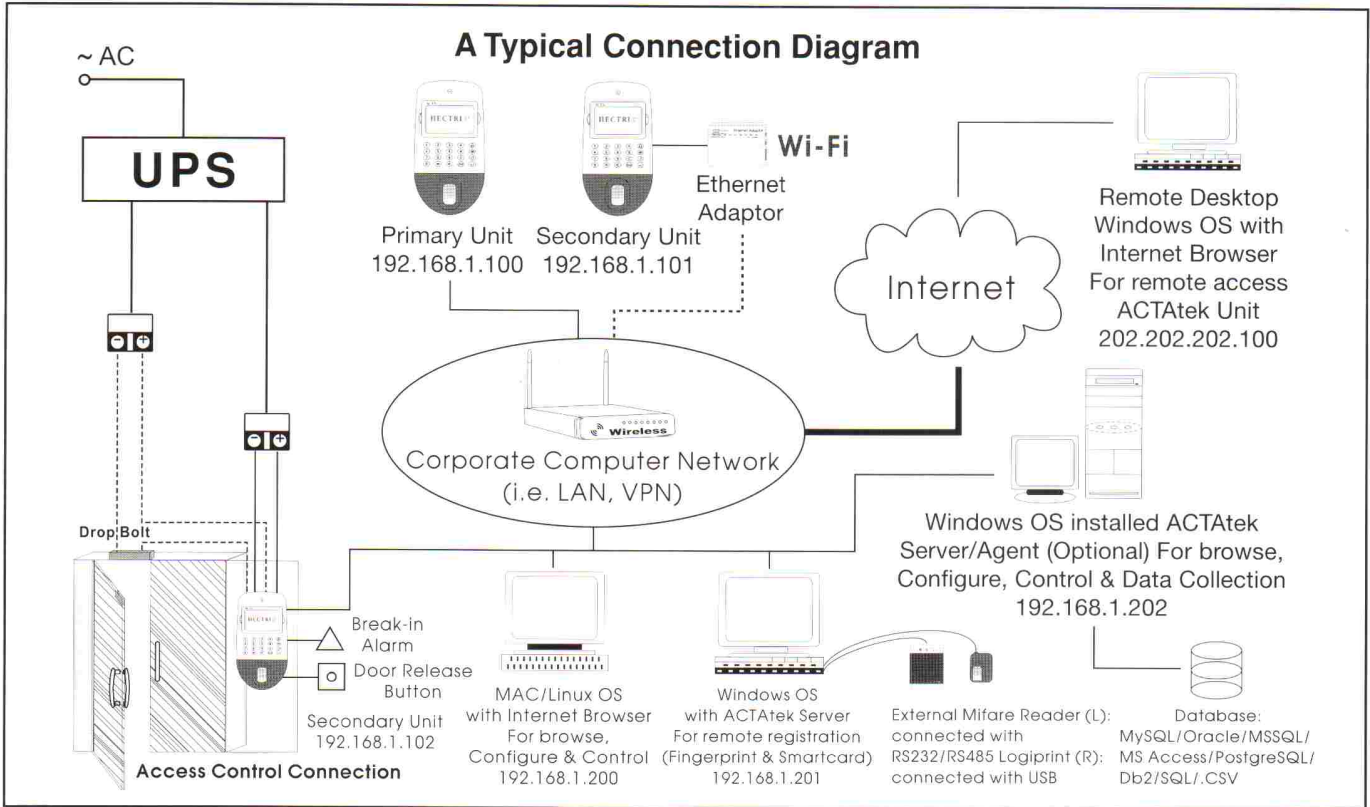 A Typical Connection Diagram
~ AC
UPS
HECTRIX
HECTRIX
Wi-Fi
Ethernet
Adaptor
Primary Unit
192.168.1.100
Secondary Unit
192.168.1.101
Internet
Remote Desktop
Windows OS with
Internet Browser
For remote access
ACTAtek Unit
202.202.202.100
Wireless
Corporate Computer Network
(i.e. LAN, VPN)
Windows OS installed ACTAtek
Server/Agent (Optional) For browse,
Configure, Control & Data Collection
192.168.1.202
Drop Bolt
HECTRIX
Break-in
Alarm
Door Release
Button
Secondary Unit
192.168.1.102
Access Control Connection
MAC/Linux OS
with Internet Browser
For browse,
Configure & Control
192.168.1.200
Windows OS
with ACTAtek Server
For remote registration
(Fingerprint & Smartcard)
192.168.1.201
External Mifare Reader (L):
connected with
RS232/RS485 Logiprint (R):
connected with USB
Database:
MySQL/Oracle/MSSQL/
MS Access/PostgreSQL/
Db2/SQL/.CSV